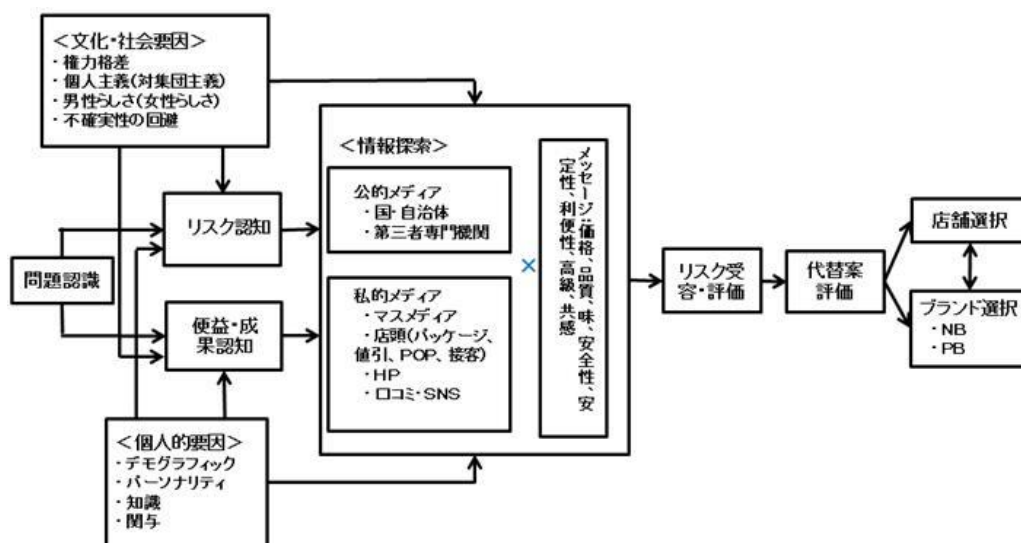 ＜文化・社会要因＞
・権力格差
・個人主義(対集団主義)
・男性らしさ(女性らしさ)
・不確実性の回避
問題認識
リスク認知
便益・成
果認知
＜個人的要因＞
・デモグラフィック
・パーソナリティ
・知識
・関与
＜情報探索＞
公的メディア
・国・自治体
・第三者専門機関
私的メディア
・マスメディア
・店頭(パッケージ、
値引、POP、接客)
・HP
・口コミ・SNS
×
メッセージ:価格、品質、味、安全性、安
定性、利便性、高級、共感
リスク受
容・評価
代替案
評価
店舗選択
ブランド選択
・NB
・PB